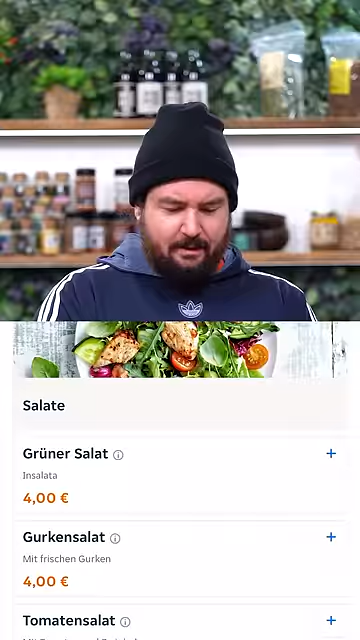 Salate
Grüner Salat
Insalata
4,00 €
Gurkensalat
Mit frischen Gurken
4,00 €
Tomatensalat